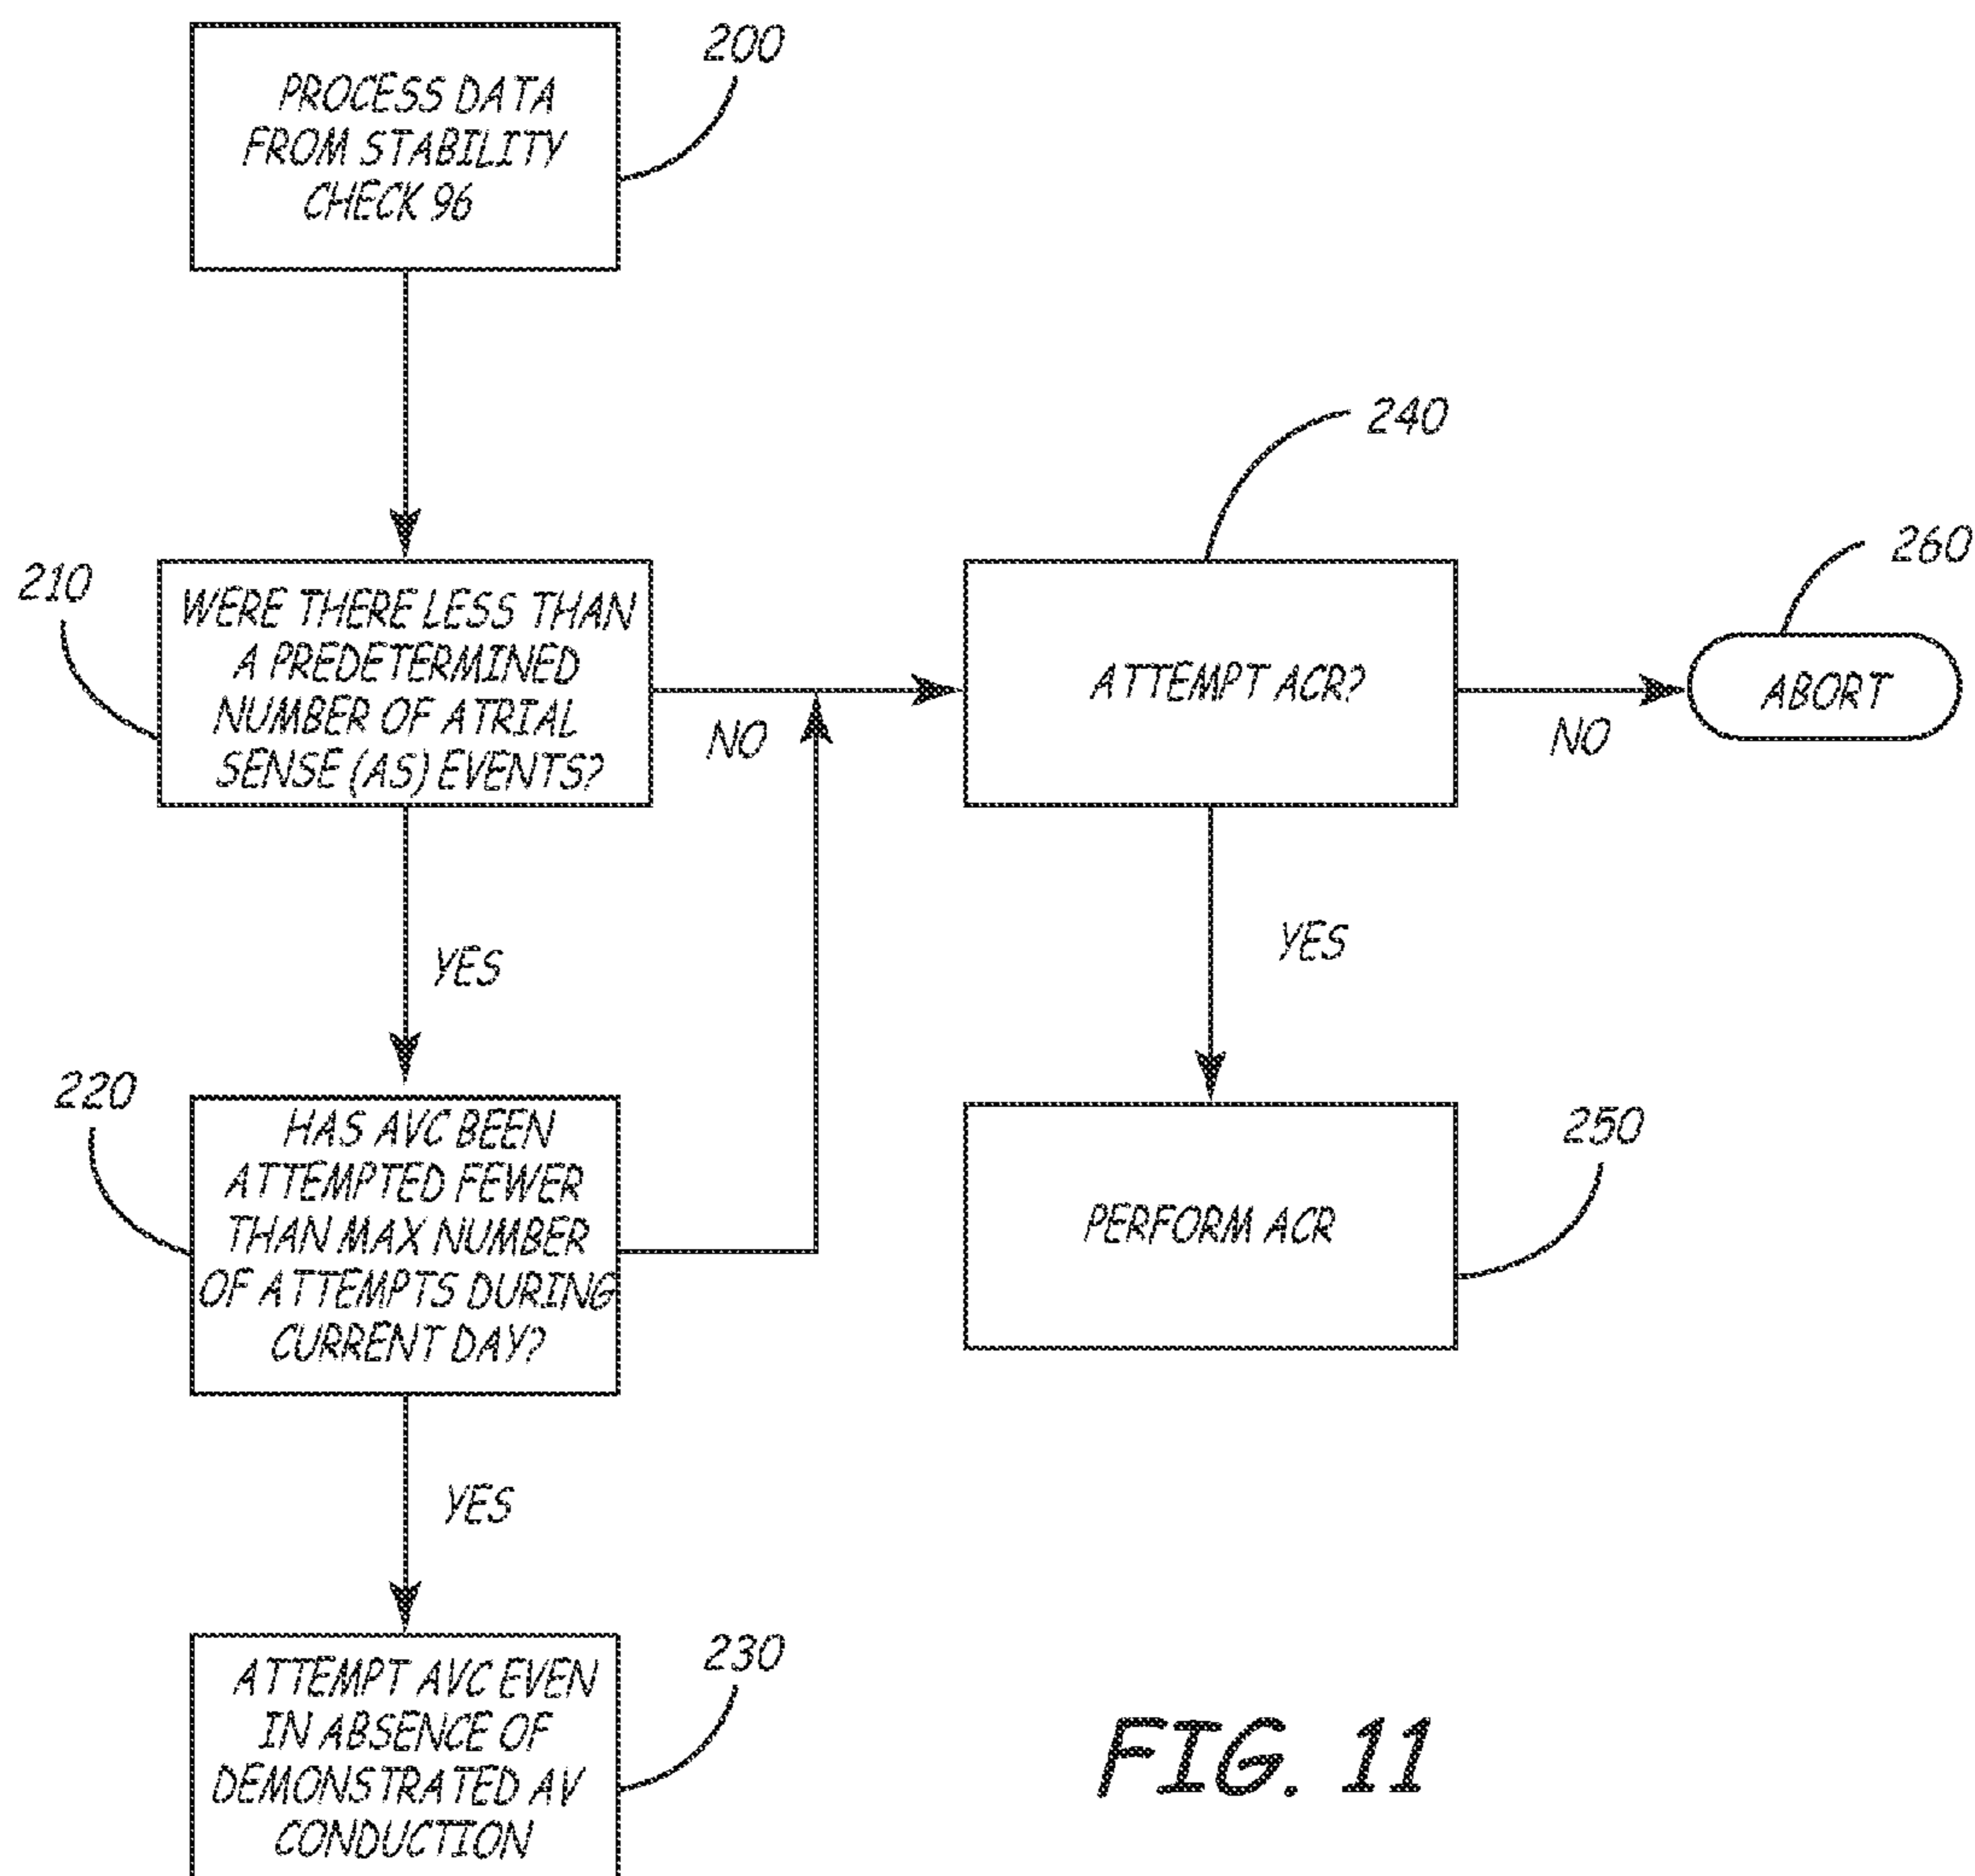 PROCESS DATA
FROM STABILITY
CHECK 96
200
210
WERE THERE LESS THAN
A PREDETERMINED
NUMBER OF ATRIAL
SENSE (AS) EVENTS?
NO
240
ATTEMPT ACR?
NO
260
ABORT
YES
YES
220
HAS AVC BEEN
ATTEMPTED FEWER
THAN MAX NUMBER
OF ATTEMPTS DURING
CURRENT DAY?
250
PERFORM ACR
YES
230
ATTEMPT AVC EVEN
IN ABSENCE OF
DEMONSTRATED AV
CONDUCTION
FIG. 11